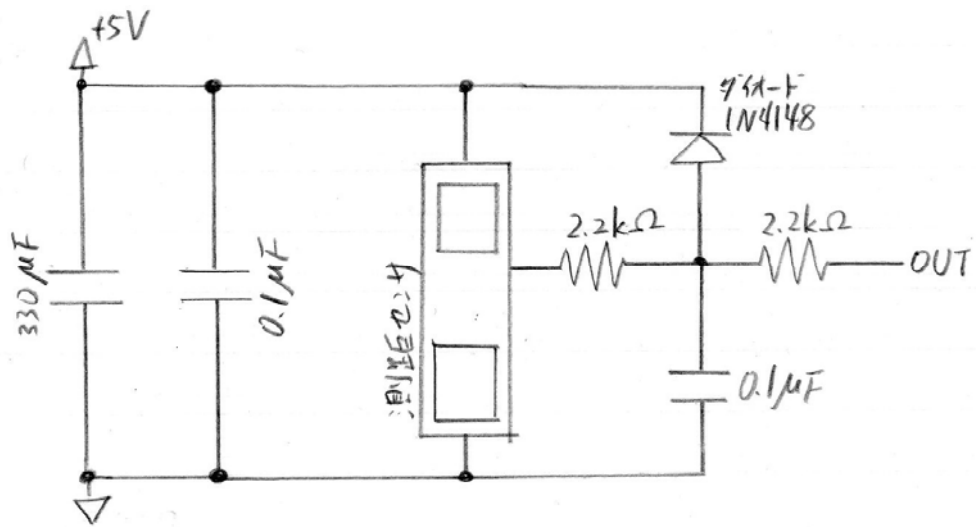 +5V
ダイオード
1N4148
2.2kΩ
2.2kΩ
OUT
330μF
0.1μF
測距センサ
0.1μF